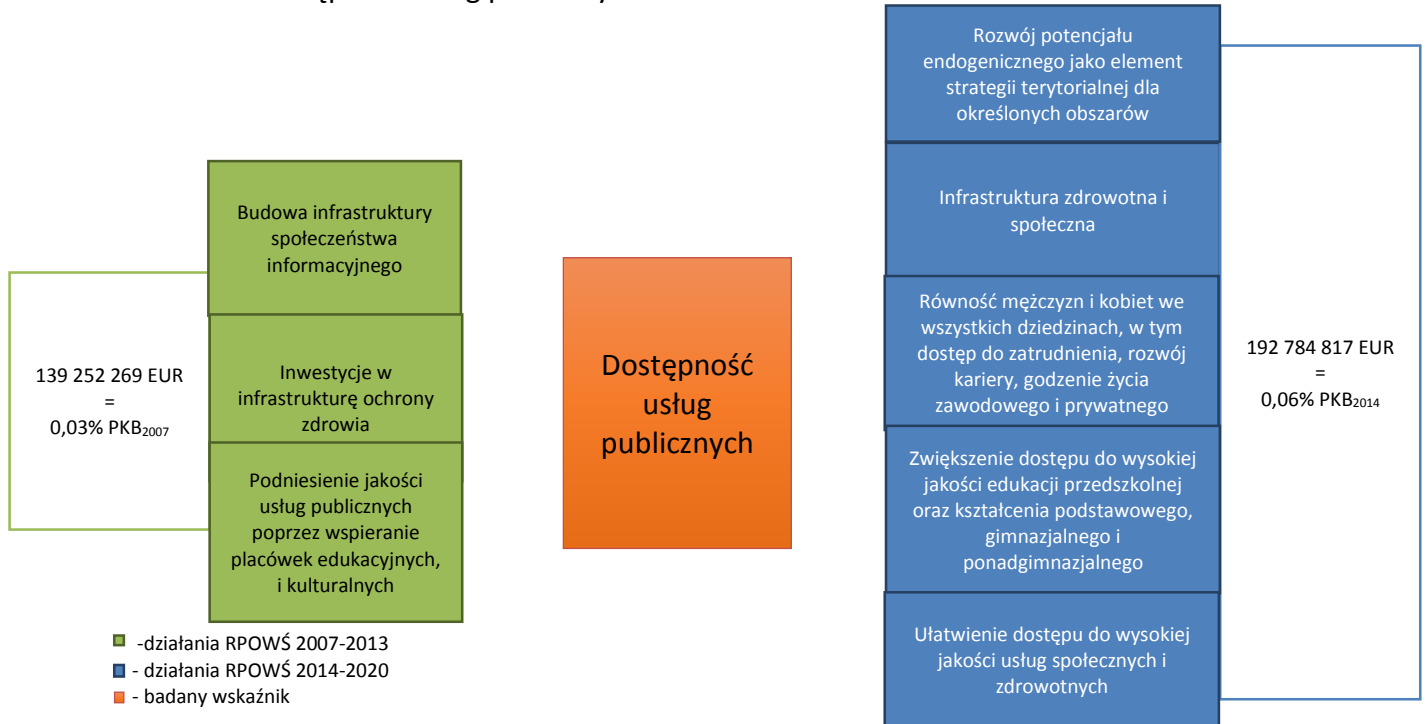 Budowa infrastruktury
społeczeństwa
informacyjnego
139 252 269 EUR
=
0,03% PKB2007
Inwestycje w
infrastrukturę ochrony
zdrowia
Podniesienie jakości
usług publicznych
poprzez wspieranie
placówek edukacyjnych,
i kulturalnych
Dostępność
usług
publicznych
Rozwój potencjału
endogenicznego jako element
strategii terytorialnej dla
określonych obszarów
Infrastruktura zdrowotna i
społeczna
Równość mężczyzn i kobiet we
wszystkich dziedzinach, w tym
dostęp do zatrudnienia, rozwój
kariery, godzenie życia
zawodowego i prywatnego
Zwiększenie dostępu do wysokiej
jakości edukacji przedszkolnej
oraz kształcenia podstawowego,
gimnazjalnego i
ponadgimnazjalnego
Ułatwienie dostępu do wysokiej
jakości usług społecznych i
zdrowotnych
192 784 817 EUR
=
0,06% PKB2014
-działania RPOWŚ 2007-2013
- działania RPOWŚ 2014-2020
- badany wskaźnik